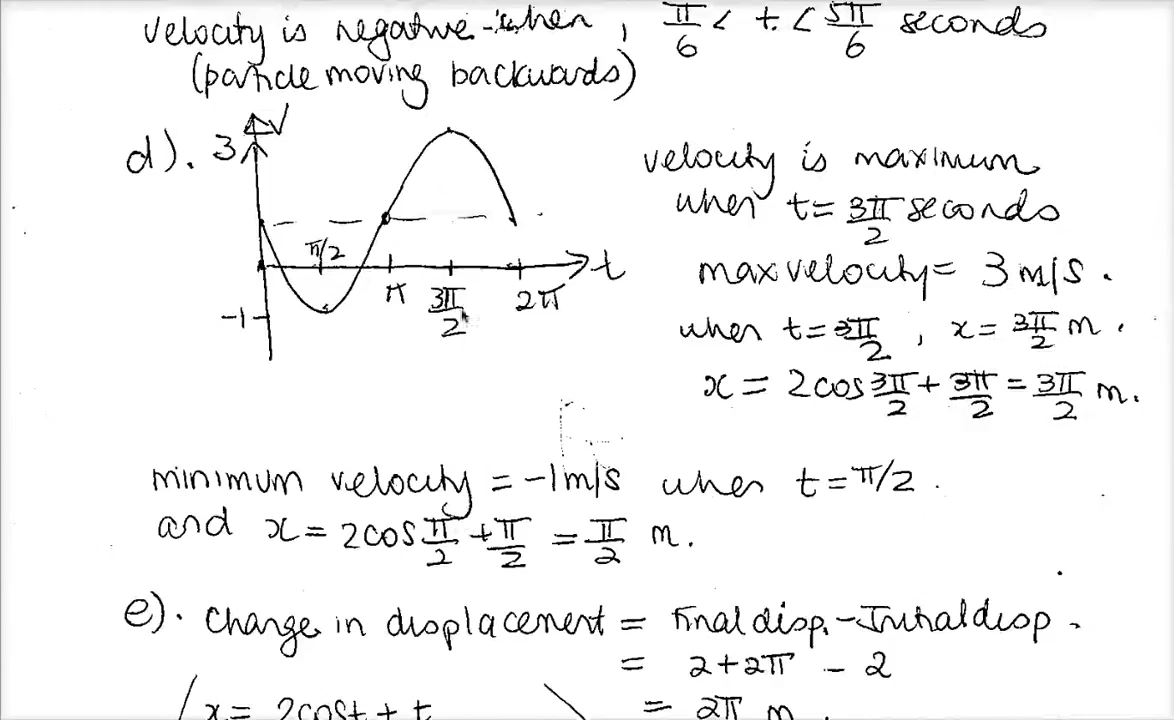 velocity is negative when, π/6 < t < 5π/6 seconds
(particle moving backwards)
d). 3 V
π/2
π 3π/2 2π t
-1
velocity is maximum
when t = 3π/2 seconds
max velocity = 3 m/s.
when t = 3π/2, x = 3π/2 m.
x = 2cos 3π/2 + 3π/2 = 3π/2 m.
minimum velocity = -1 m/s when t = π/2.
and x = 2cos π/2 + π/2 = π/2 m.
e). Change in displacement = Final disp. - Initial disp.
= 2+2π - 2
(x = 2cost + t
= 2π m.